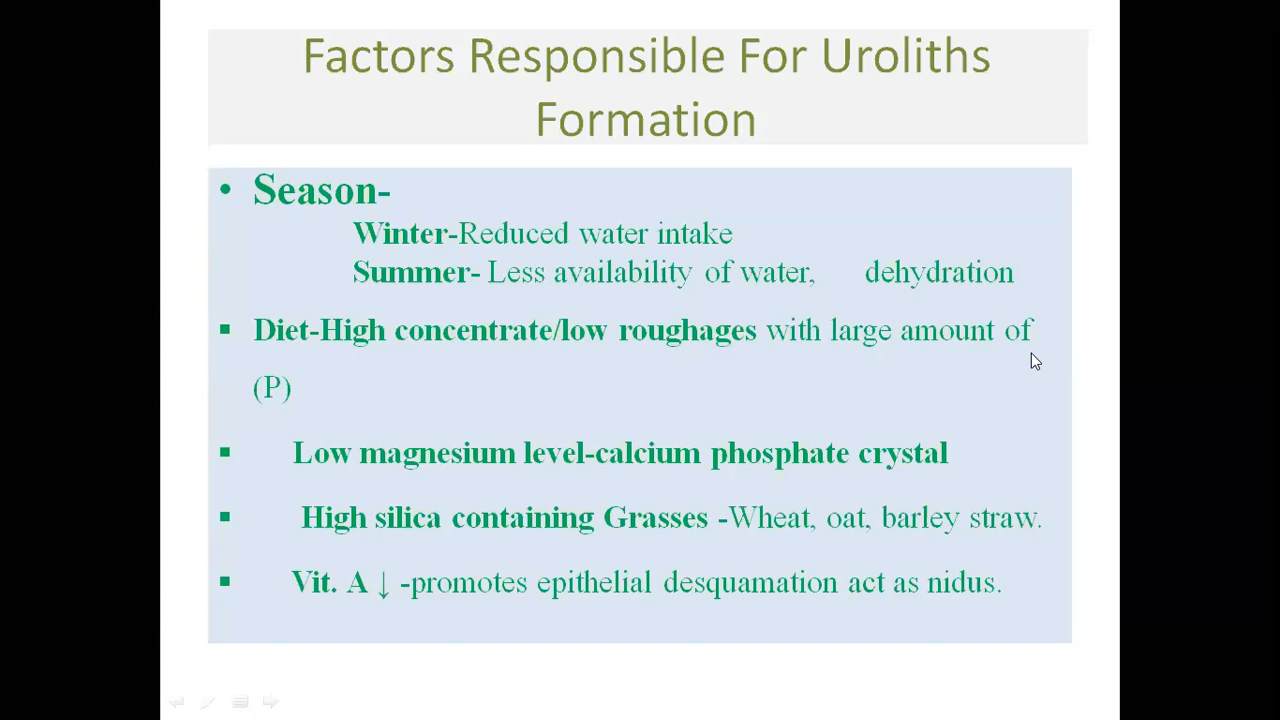 Factors Responsible For Uroliths
Formation
• Season-
Winter-Reduced water intake
Summer- Less availability of water, dehydration
▪ Diet-High concentrate/low roughages with large amount of
(P)
▪ Low magnesium level-calcium phosphate crystal
▪ High silica containing Grasses -Wheat, oat, barley straw.
▪ Vit. A ↓ -promotes epithelial desquamation act as nidus.